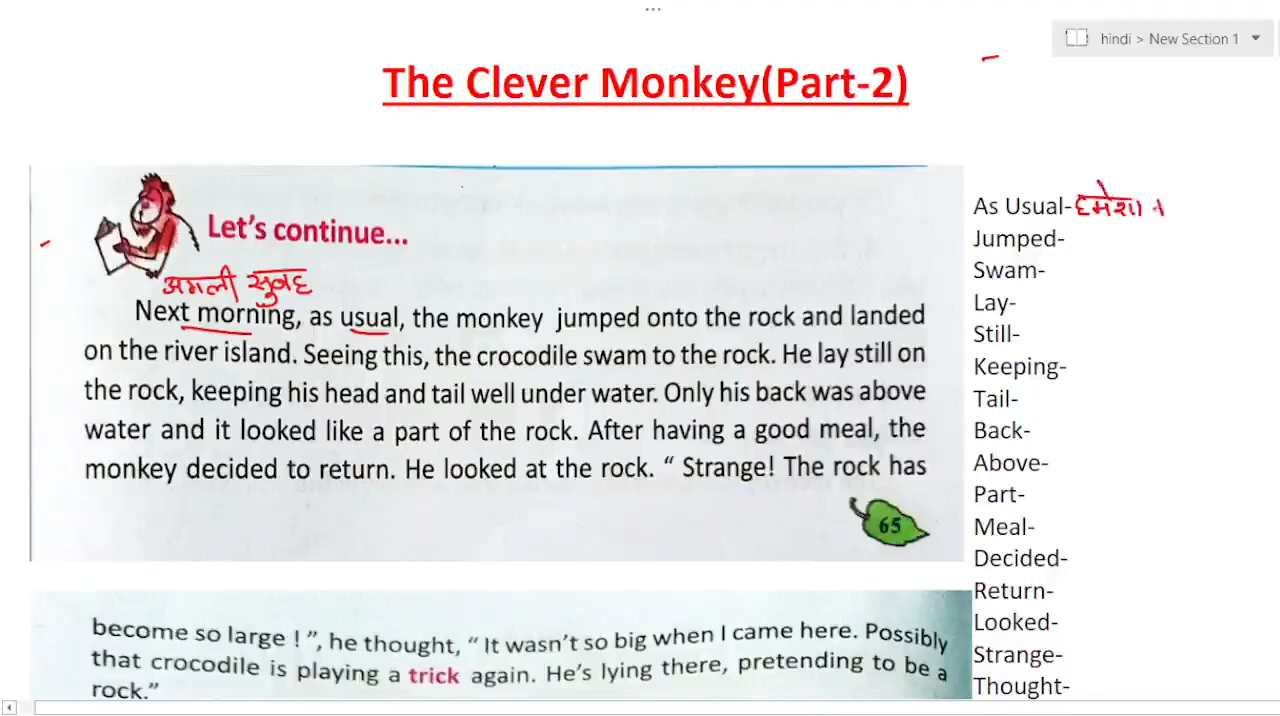 ...
hindi > New Section 1
The Clever Monkey(Part-2)
Let's continue...
अगली सुबह
Next morning, as usual, the monkey jumped onto the rock and landed
on the river island. Seeing this, the crocodile swam to the rock. He lay still on
the rock, keeping his head and tail well under water. Only his back was above
water and it looked like a part of the rock. After having a good meal, the
monkey decided to return. He looked at the rock. “ Strange! The rock has
65
become so large ! ”, he thought, “ It wasn't so big when I came here. Possibly
that crocodile is playing a trick again. He's lying there, pretending to be a
rock.”
As Usual-हमेशा
Jumped-
Swam-
Lay-
Still-
Keeping-
Tail-
Back-
Above-
Part-
Meal-
Decided-
Return-
Looked-
Strange-
Thought-